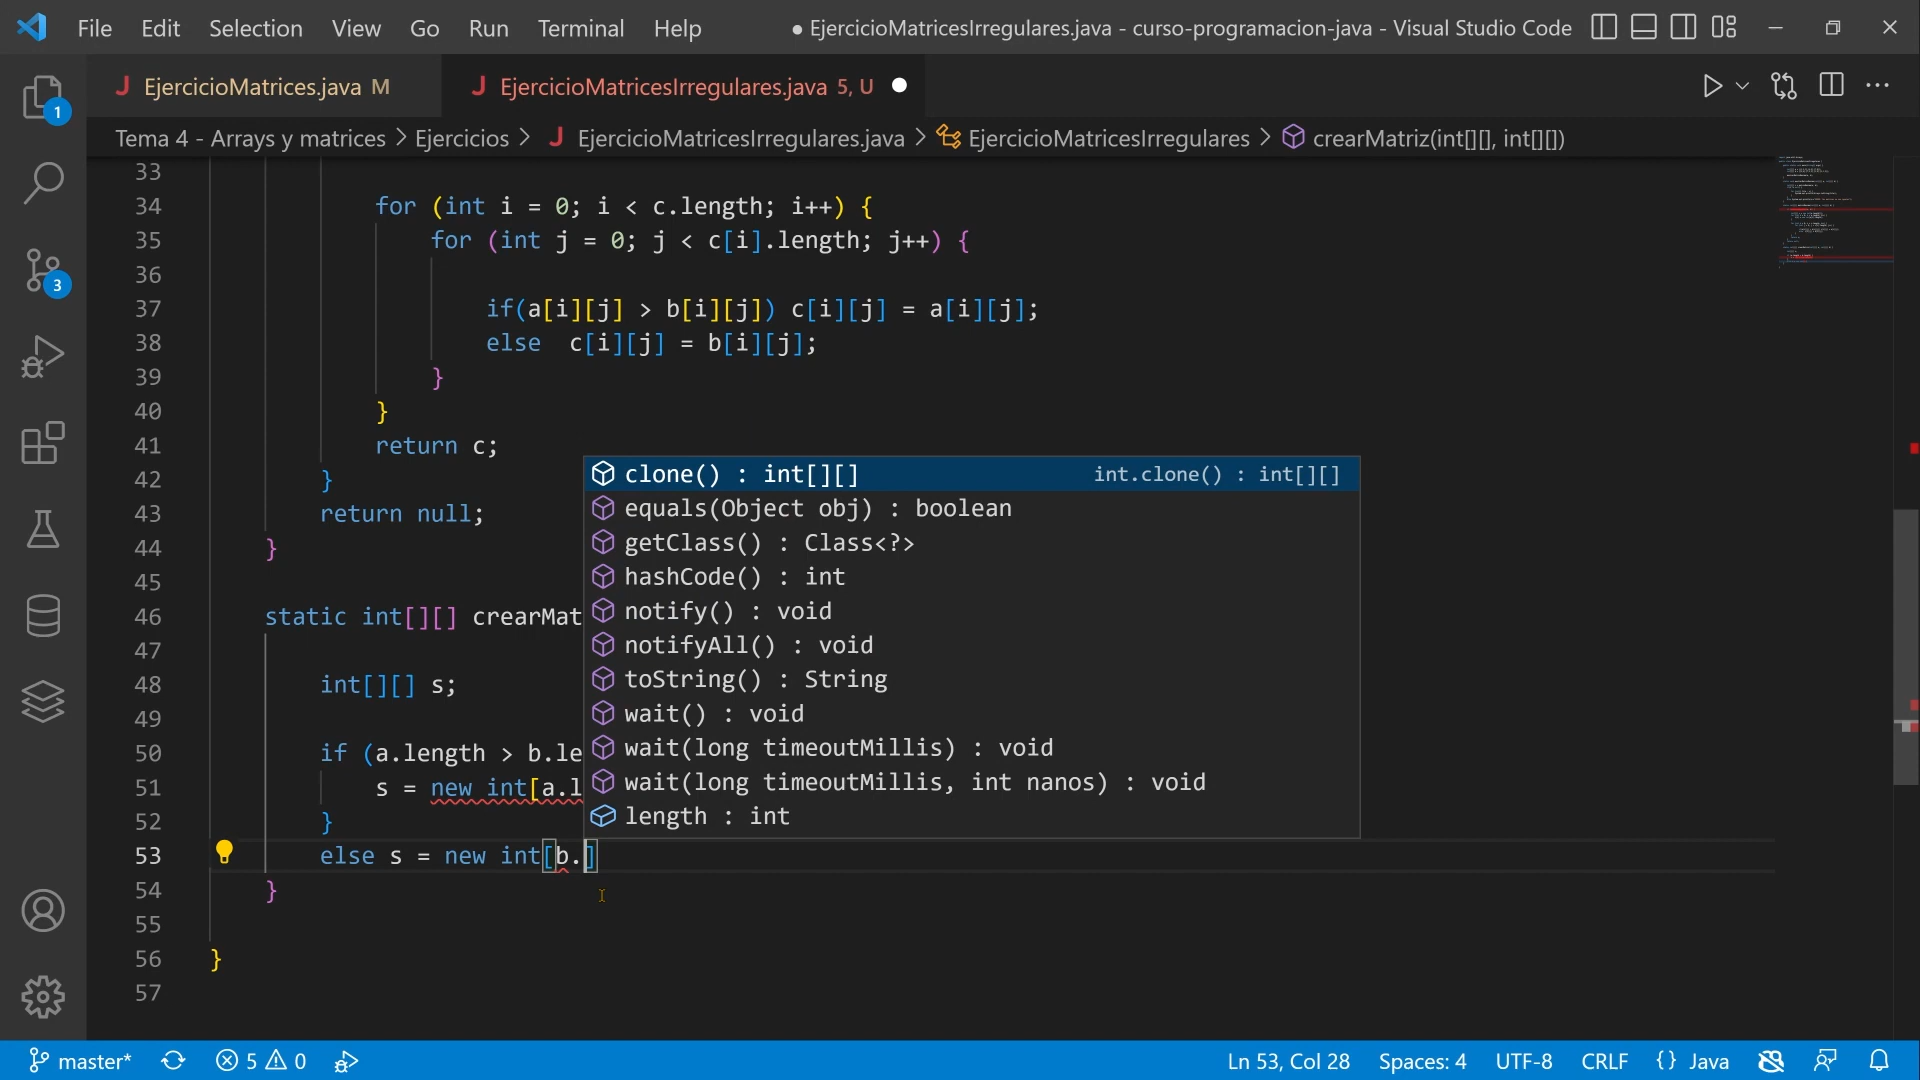 File Edit Selection View Go Run Terminal Help
● EjercicioMatricesIrregulares.java - curso-programacion-java - Visual Studio Code
J EjercicioMatrices.java M
J EjercicioMatricesIrregulares.java 5, U
Tema 4 - Arrays y matrices > Ejercicios > J EjercicioMatricesIrregulares.java > EjercicioMatricesIrregulares > crearMatriz(int[][], int[][])
1
3
33
34 for (int i = 0; i < c.length; i++) {
35 for (int j = 0; j < c[i].length; j++) {
36
37 if(a[i][j] > b[i][j]) c[i][j] = a[i][j];
38 else  c[i][j] = b[i][j];
39 }
40 }
41 return c;
42 }
43 return null;
44 }
45
46 static int[][] crearMat
47
48 int[][] s;
49
50 if (a.length > b.le
51 s = new int[a.l
52 }
53 else s = new int[b.]
54 }
55
56 }
57
clone() : int[][] int.clone() : int[][]
equals(Object obj) : boolean
getClass() : Class<?>
hashCode() : int
notify() : void
notifyAll() : void
toString() : String
wait() : void
wait(long timeoutMillis) : void
wait(long timeoutMillis, int nanos) : void
length : int
master* 5 0 Ln 53, Col 28 Spaces: 4 UTF-8 CRLF {} Java